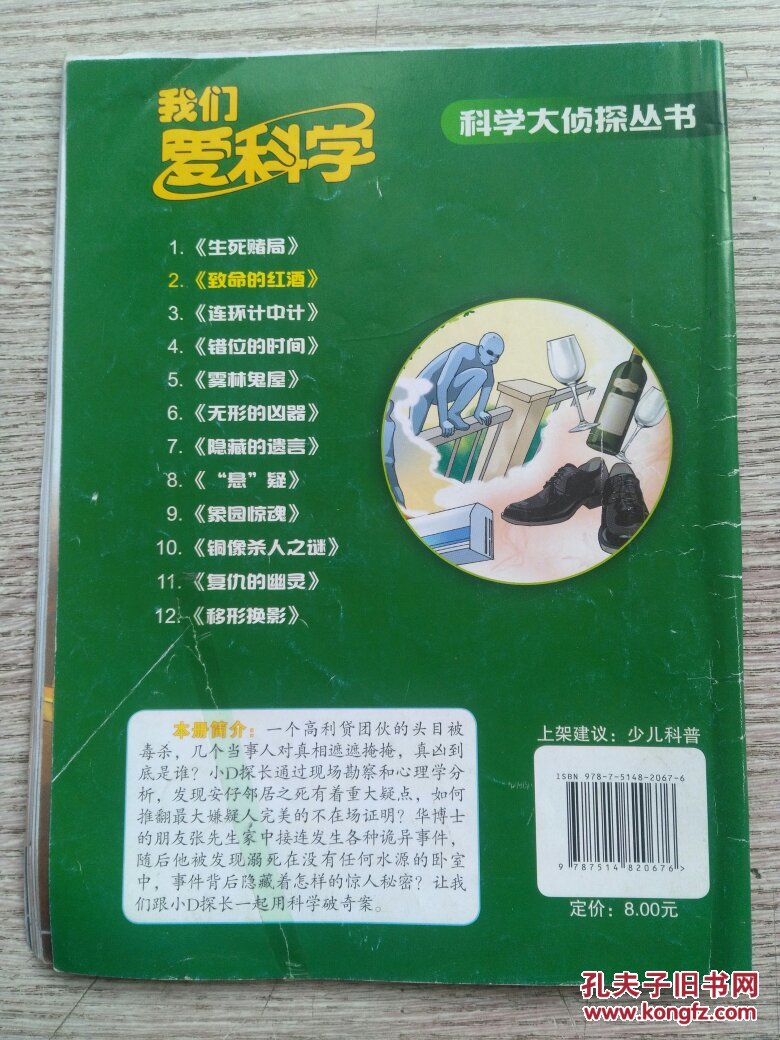 我们
爱科学
科学大侦探丛书
1.《生死赌局》
2.《致命的红酒》
3.《连环计中计》
4.《错位的时间》
5.《雾林鬼屋》
6.《无形的凶器》
7.《隐藏的遗言》
8.《“悬”疑》
9.《象园惊魂》
10.《铜像杀人之谜》
11.《复仇的幽灵》
12.《移形换影》
本册简介：一个高利贷团伙的头目被
毒杀，几个当事人对真相遮遮掩掩，真凶到
底是谁？小D探长通过现场勘察和心理学分
析，发现安仔邻居之死有着重大疑点，如何
推翻最大嫌疑人完美的不在场证明？华博士
的朋友张先生家中接连发生各种诡异事件，
随后他被发现溺死在没有任何水源的卧室
中，事件背后隐藏着怎样的惊人秘密？让我
们跟小D探长一起用科学破奇案。
上架建议：少儿科普
ISBN 978-7-5148-2067-6
9 787514 820676>
定价：8.00元
孔夫子旧书网
www.kongfz.com